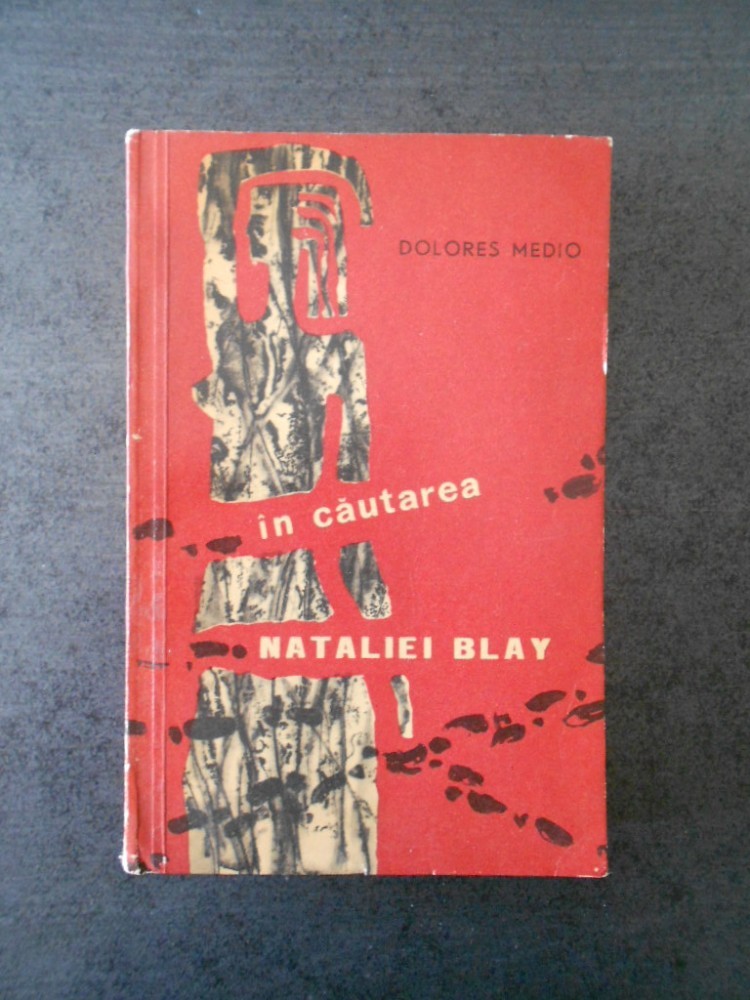 DOLORES MEDIO
în căutarea
NATALIEI BLAY